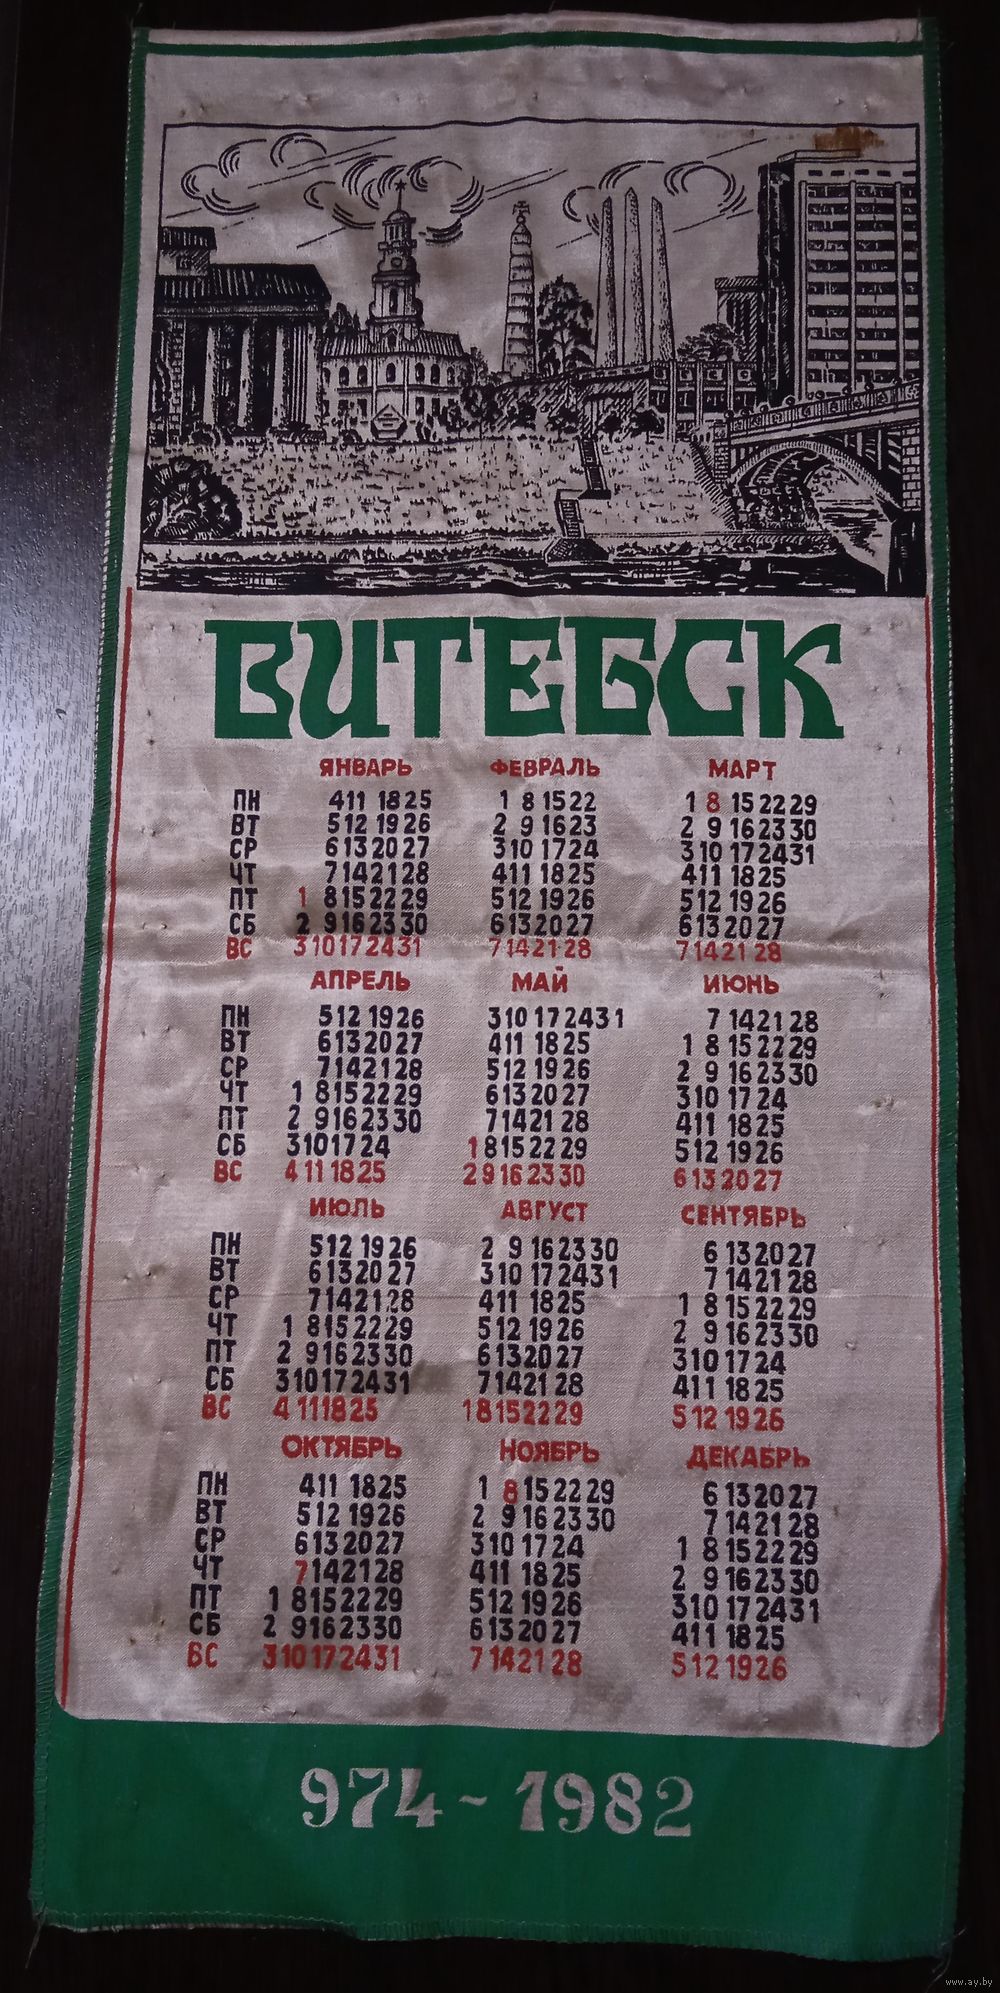 ВИТЕБСК
ЯНВАРЬ ФЕВРАЛЬ МАРТ
ПН 4 11 18 25 1 8 15 22 1 8 15 22 29
ВТ 5 12 19 26 2 9 16 23 2 9 16 23 30
СР 6 13 20 27 3 10 17 24 3 10 17 24 31
ЧТ 7 14 21 28 4 11 18 25 4 11 18 25
ПТ 1 8 15 22 29 5 12 19 26 5 12 19 26
СБ 2 9 16 23 30 6 13 20 27 6 13 20 27
ВС 3 10 17 24 31 7 14 21 28 7 14 21 28
АПРЕЛЬ МАЙ ИЮНЬ
ПН 5 12 19 26 3 10 17 24 31 7 14 21 28
ВТ 6 13 20 27 4 11 18 25 1 8 15 22 29
СР 7 14 21 28 5 12 19 26 2 9 16 23 30
ЧТ 1 8 15 22 29 6 13 20 27 3 10 17 24
ПТ 2 9 16 23 30 7 14 21 28 4 11 18 25
СБ 3 10 17 24 1 8 15 22 29 5 12 19 26
ВС 4 11 18 25 2 9 16 23 30 6 13 20 27
ИЮЛЬ АВГУСТ СЕНТЯБРЬ
ПН 5 12 19 26 2 9 16 23 30 6 13 20 27
ВТ 6 13 20 27 3 10 17 24 31 7 14 21 28
СР 7 14 21 28 4 11 18 25 1 8 15 22 29
ЧТ 1 8 15 22 29 5 12 19 26 2 9 16 23 30
ПТ 2 9 16 23 30 6 13 20 27 3 10 17 24
СБ 3 10 17 24 31 7 14 21 28 4 11 18 25
ВС 4 11 18 25 1 8 15 22 29 5 12 19 26
ОКТЯБРЬ НОЯБРЬ ДЕКАБРЬ
ПН 4 11 18 25 1 8 15 22 29 6 13 20 27
ВТ 5 12 19 26 2 9 16 23 30 7 14 21 28
СР 6 13 20 27 3 10 17 24 1 8 15 22 29
ЧТ 7 14 21 28 4 11 18 25 2 9 16 23 30
ПТ 1 8 15 22 29 5 12 19 26 3 10 17 24 31
СБ 2 9 16 23 30 6 13 20 27 4 11 18 25
ВС 3 10 17 24 31 7 14 21 28 5 12 19 26
974 ~ 1982
www.ay.by